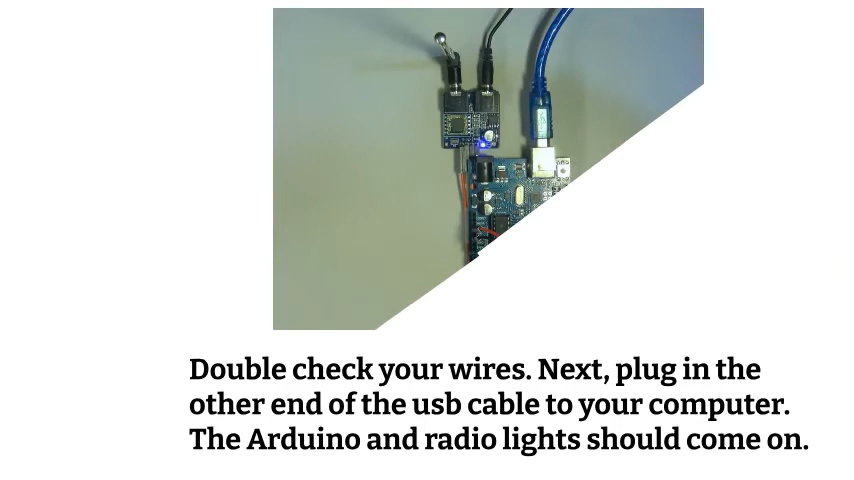 Double check your wires. Next, plug in the
other end of the usb cable to your computer.
The Arduino and radio lights should come on.